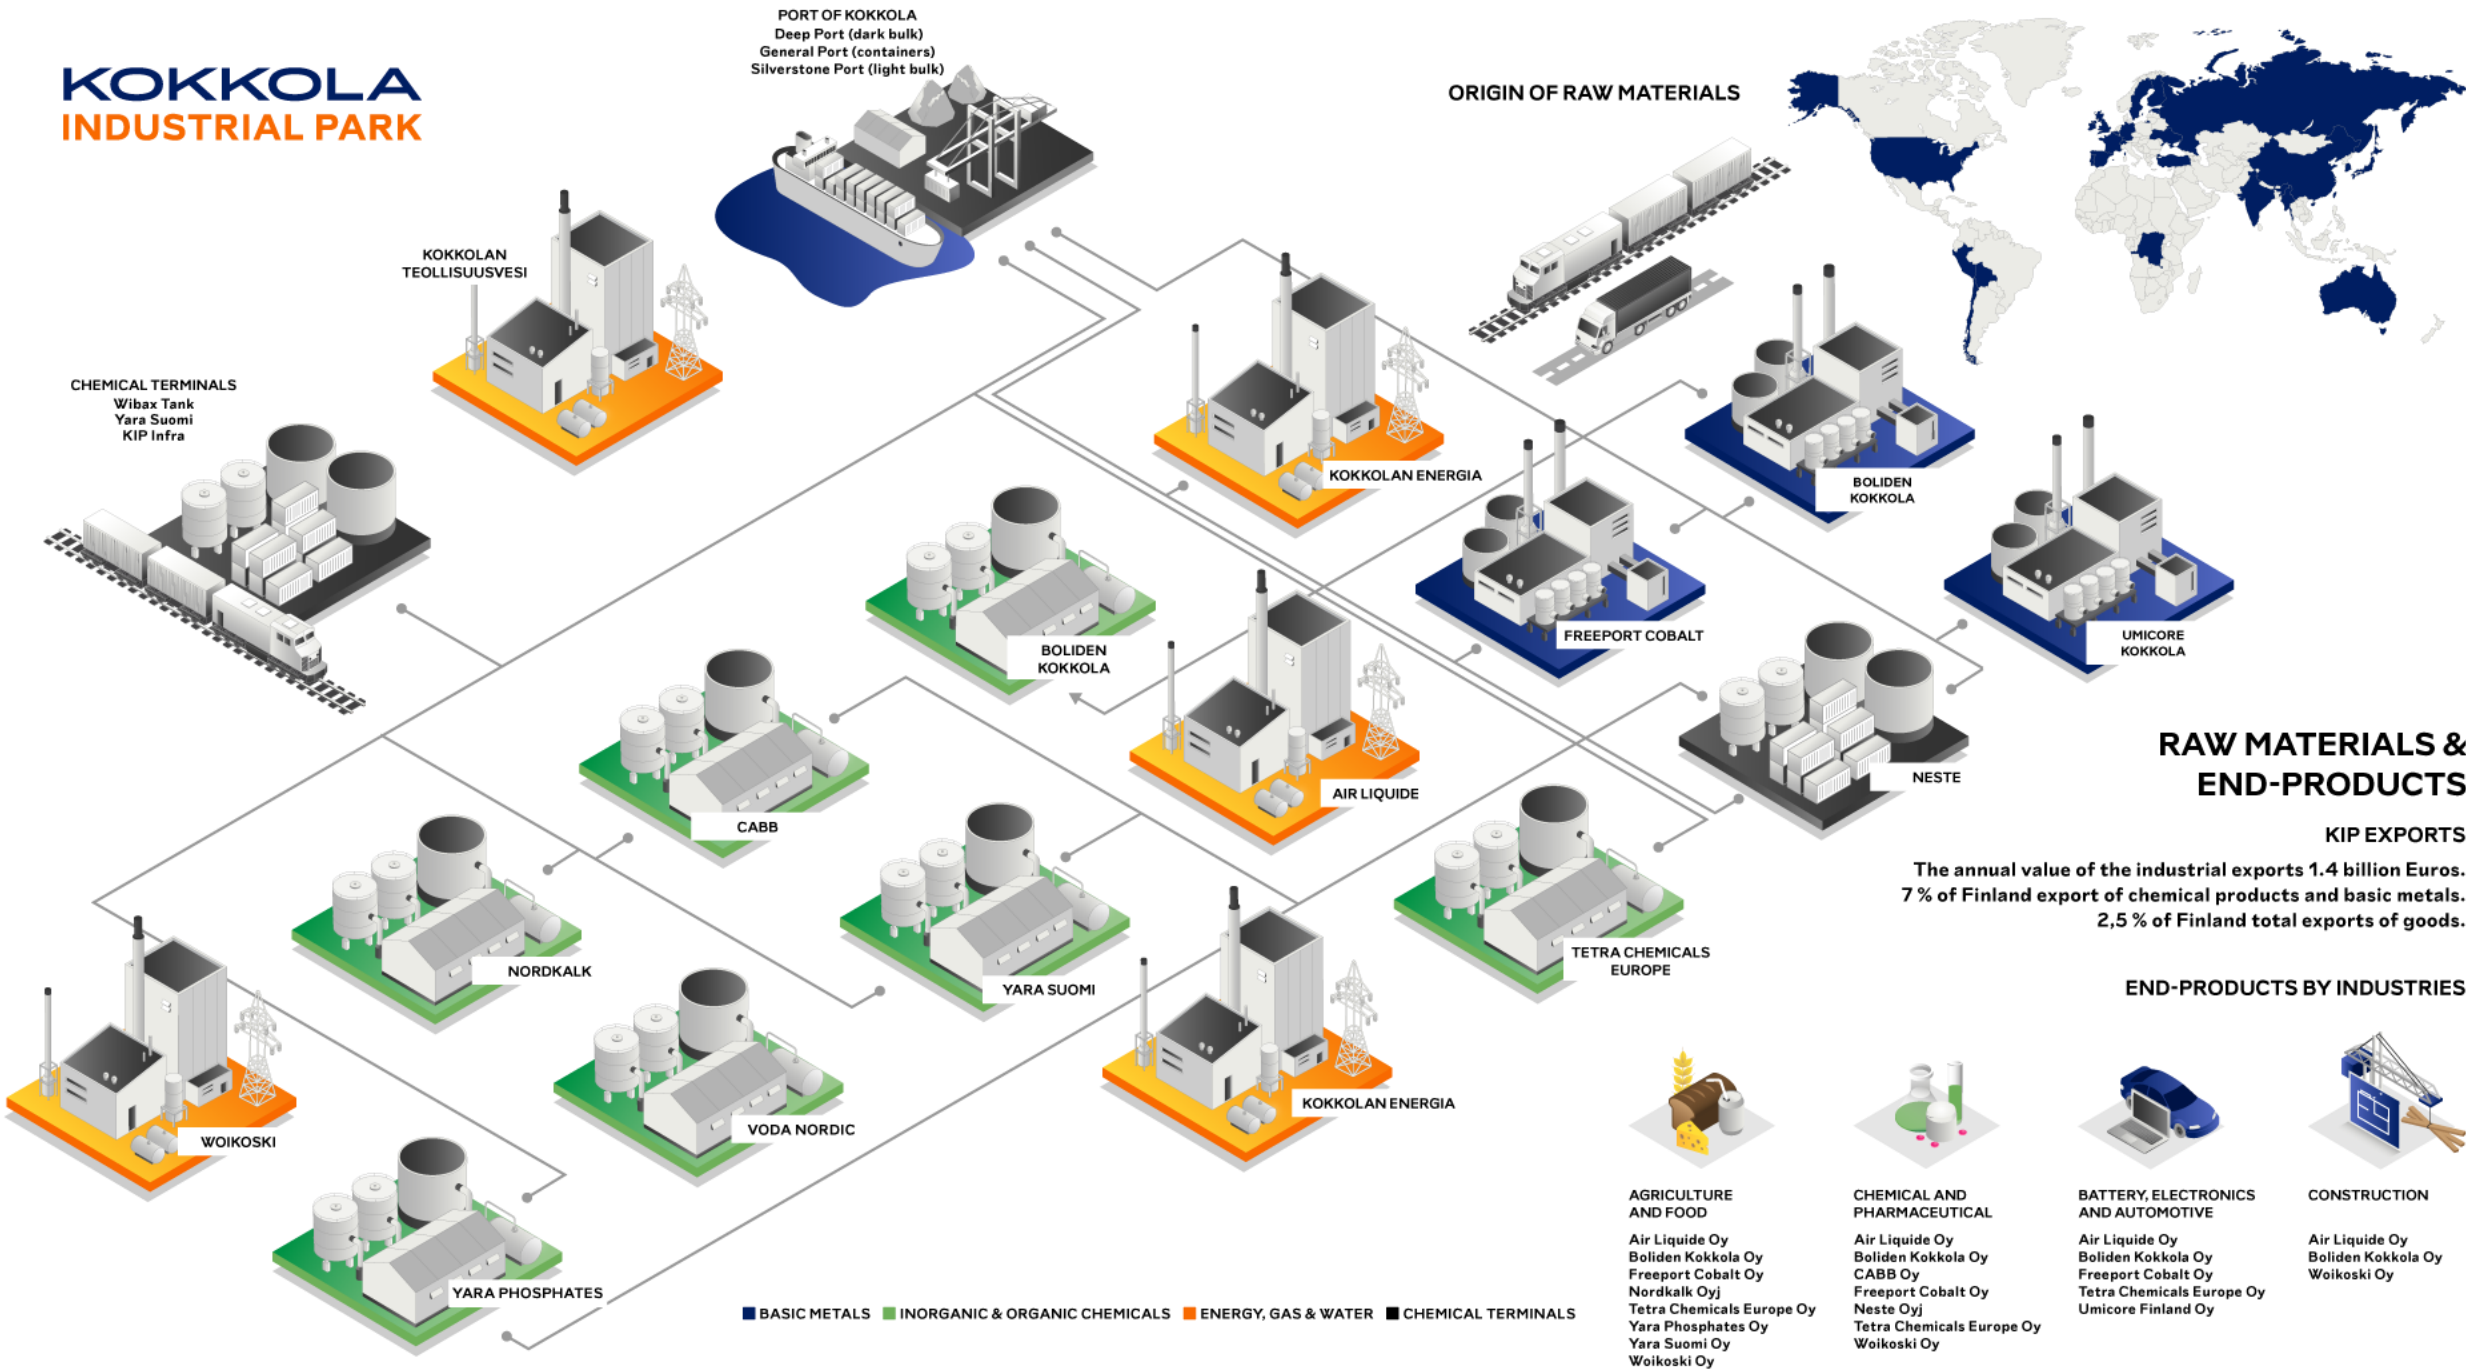 KOKKOLA
INDUSTRIAL PARK
PORT OF KOKKOLA
Deep Port (dark bulk)
General Port (containers)
Silverstone Port (light bulk)
ORIGIN OF RAW MATERIALS
KOKKOLAN
TEOLLISUUSVESI
CHEMICAL TERMINALS
Wibax Tank
Yara Suomi
KIP Infra
KOKKOLAN ENERGIA
BOLIDEN
KOKKOLA
FREEPORT COBALT
UMICORE
KOKKOLA
BOLIDEN
KOKKOLA
AIR LIQUIDE
NESTE
CABB
NORDKALK
YARA SUOMI
TETRA CHEMICALS
EUROPE
WOIKOSKI
VODA NORDIC
KOKKOLAN ENERGIA
YARA PHOSPHATES
RAW MATERIALS &
END-PRODUCTS
KIP EXPORTS
The annual value of the industrial exports 1.4 billion Euros.
7 % of Finland export of chemical products and basic metals.
2,5 % of Finland total exports of goods.
END-PRODUCTS BY INDUSTRIES
AGRICULTURE
AND FOOD
Air Liquide Oy
Boliden Kokkola Oy
Freeport Cobalt Oy
Nordkalk Oyj
Tetra Chemicals Europe Oy
Yara Phosphates Oy
Yara Suomi Oy
Woikoski Oy
CHEMICAL AND
PHARMACEUTICAL
Air Liquide Oy
Boliden Kokkola Oy
CABB Oy
Freeport Cobalt Oy
Neste Oyj
Tetra Chemicals Europe Oy
Woikoski Oy
BATTERY, ELECTRONICS
AND AUTOMOTIVE
Air Liquide Oy
Boliden Kokkola Oy
Freeport Cobalt Oy
Tetra Chemicals Europe Oy
Umicore Finland Oy
CONSTRUCTION
Air Liquide Oy
Boliden Kokkola Oy
Woikoski Oy
BASIC METALS INORGANIC & ORGANIC CHEMICALS ENERGY, GAS & WATER CHEMICAL TERMINALS